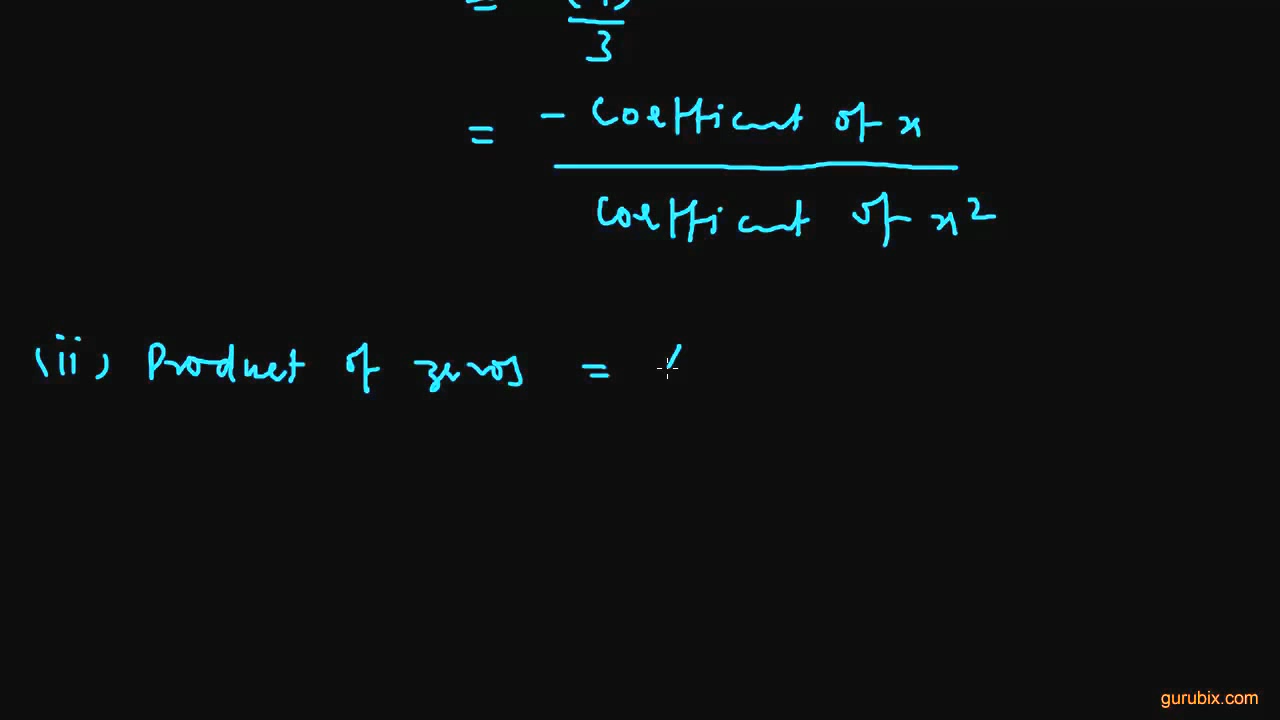 3
= - Coefficient of x
Coefficient of x²
(ii) Product of zeros =
gurubix.com